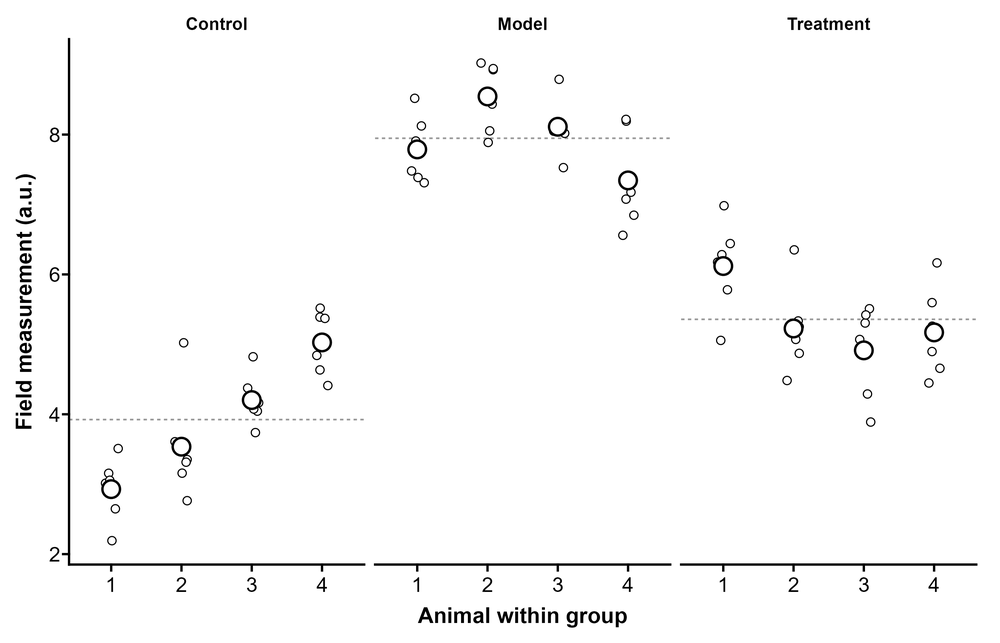 Control Model Treatment
Field measurement (a.u.)
8
6
4
2
1 2 3 4 1 2 3 4 1 2 3 4
Animal within group